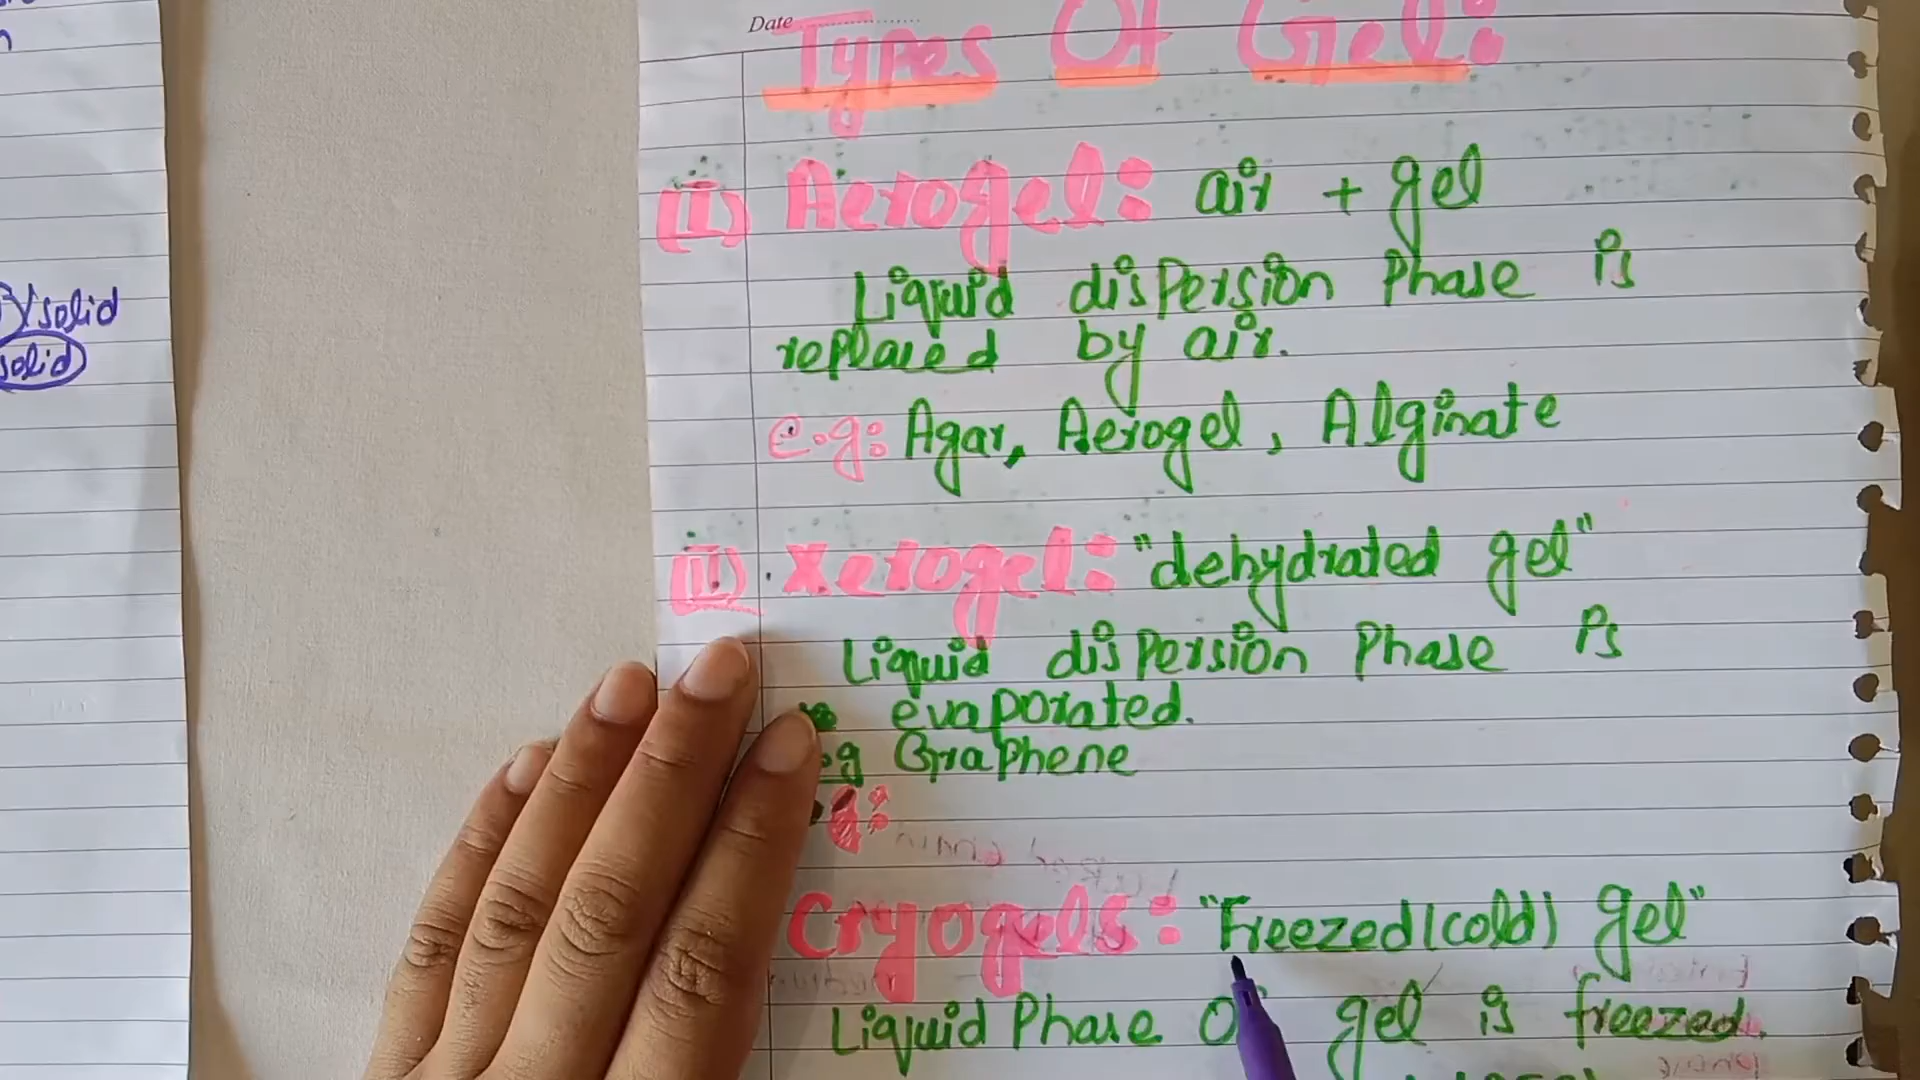 solid
solid
Date
Types Of Gel:
(I) Aerogel: air + gel
Liquid dispersion Phase is
replaced by air.
e.g: Agar, Aerogel, Alginate
(II) Xerogel: "dehydrated gel"
Liquid dispersion Phase is
evaporated.
Graphene
Cryogels: "Freezed(cold) gel"
Liquid Phase of gel is freezed.